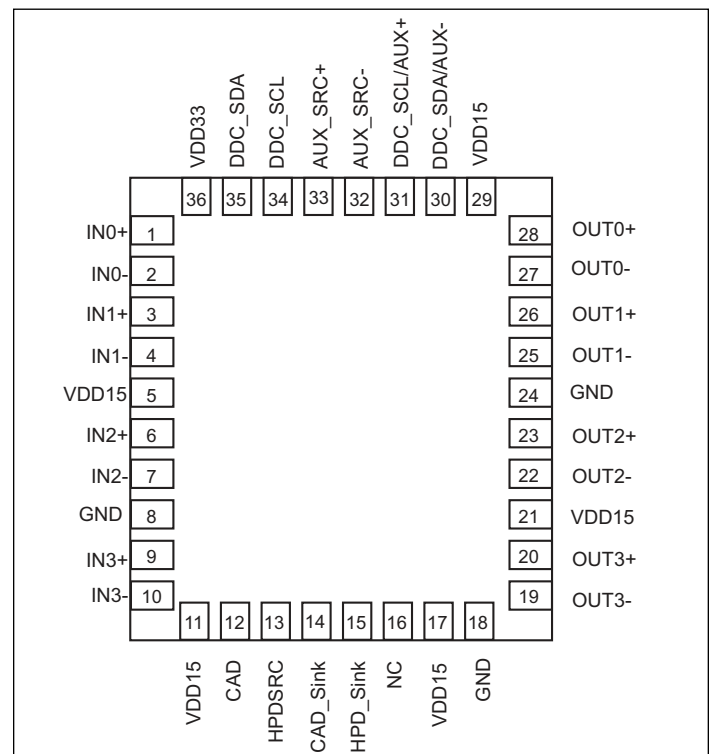 VDD33
DDC_SDA
DDC_SCL
AUX_SRC+
AUX_SRC-
DDC_SCL/AUX+
DDC_SDA/AUX-
VDD15
36 35 34 33 32 31 30 29
IN0+ 1 28 OUT0+
IN0- 2 27 OUT0-
IN1+ 3 26 OUT1+
IN1- 4 25 OUT1-
VDD15 5 24 GND
IN2+ 6 23 OUT2+
IN2- 7 22 OUT2-
GND 8 21 VDD15
IN3+ 9 20 OUT3+
IN3- 10 19 OUT3-
11 12 13 14 15 16 17 18
VDD15
CAD
HPDSRC
CAD_Sink
HPD_Sink
NC
VDD15
GND